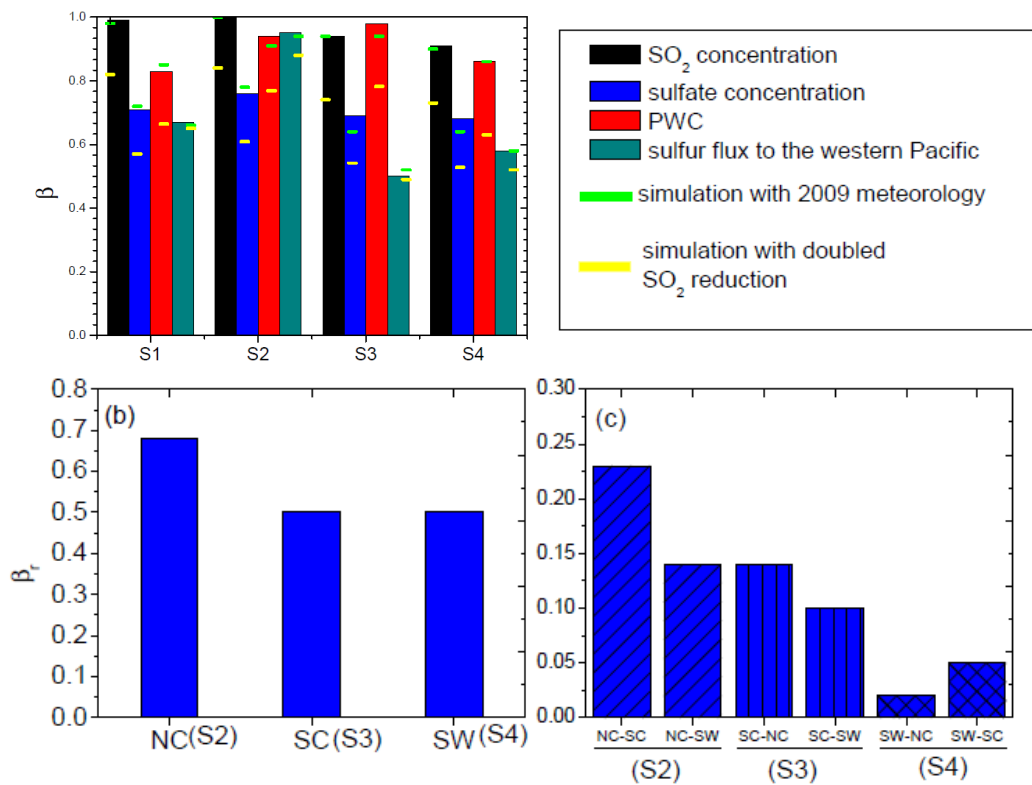 1.0
0.8
0.6
0.4
0.2
0.0
β
S1 S2 S3 S4
SO2 concentration
sulfate concentration
PWC
sulfur flux to the western Pacific
simulation with 2009 meteorology
simulation with doubled
SO2 reduction
(b)
0.8
0.7
0.6
0.5
0.4
0.3
0.2
0.1
0.0
βr
NC(S2) SC(S3) SW(S4)
(c)
0.30
0.25
0.20
0.15
0.10
0.05
0.00
NC-SC NC-SW SC-NC SC-SW SW-NC SW-SC
(S2) (S3) (S4)